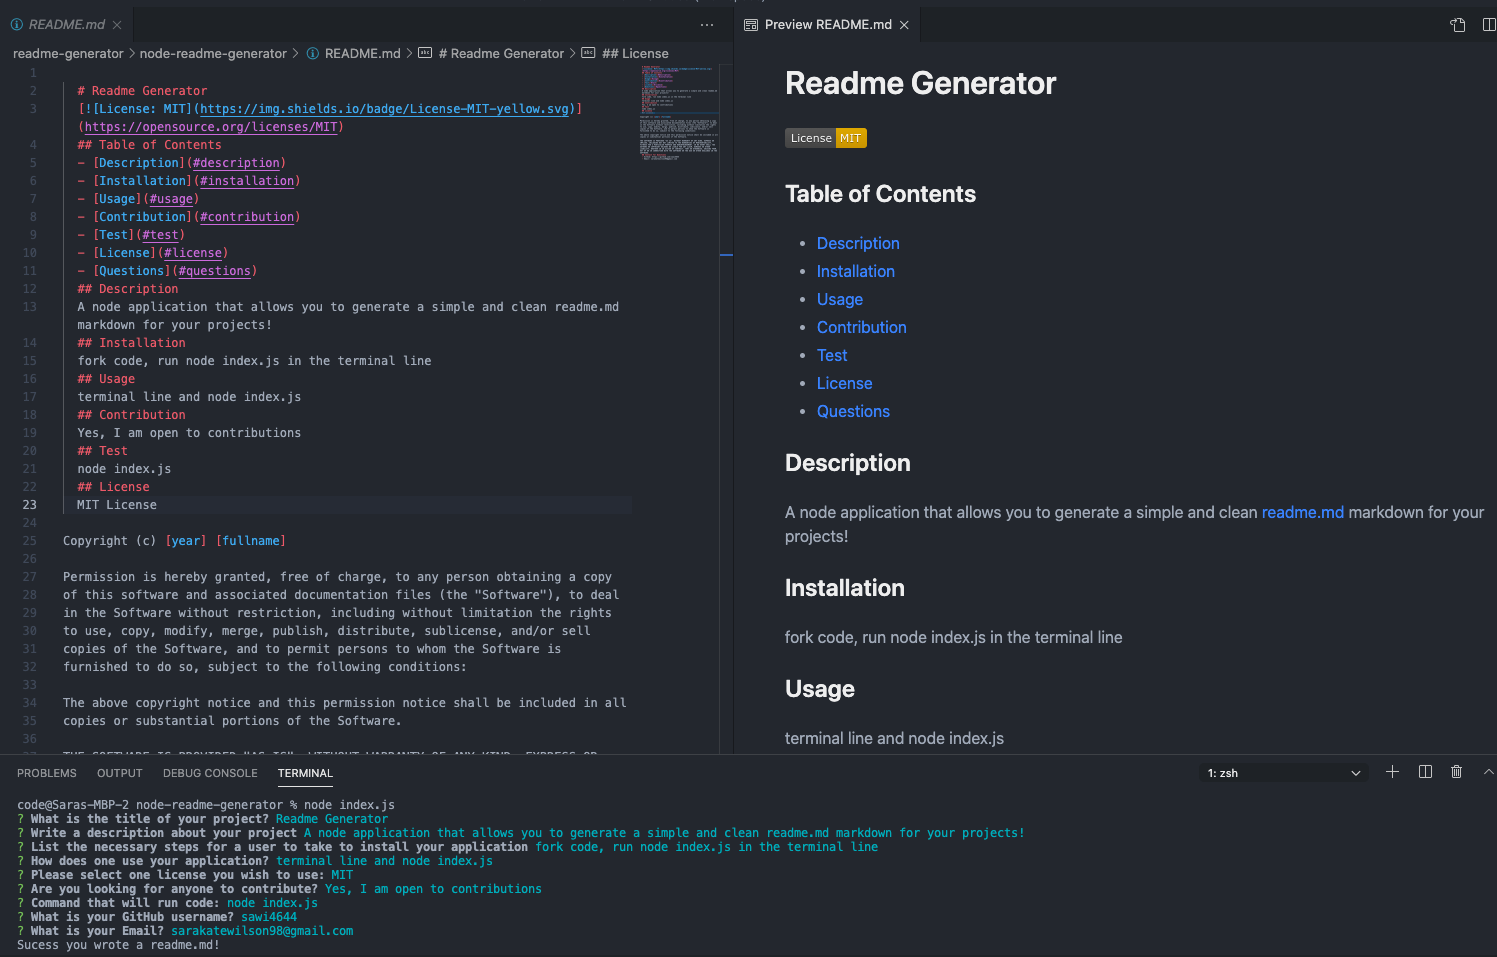 README.md
Preview README.md
readme-generator > node-readme-generator > README.md > # Readme Generator > ## License
1
2 # Readme Generator
3 [![License: MIT](https://img.shields.io/badge/License-MIT-yellow.svg)]
(https://opensource.org/licenses/MIT)
4 ## Table of Contents
5 - [Description](#description)
6 - [Installation](#installation)
7 - [Usage](#usage)
8 - [Contribution](#contribution)
9 - [Test](#test)
10 - [License](#license)
11 - [Questions](#questions)
12 ## Description
13 A node application that allows you to generate a simple and clean readme.md
markdown for your projects!
14 ## Installation
15 fork code, run node index.js in the terminal line
16 ## Usage
17 terminal line and node index.js
18 ## Contribution
19 Yes, I am open to contributions
20 ## Test
21 node index.js
22 ## License
23 MIT License
24
25 Copyright (c) [year] [fullname]
26
27 Permission is hereby granted, free of charge, to any person obtaining a copy
28 of this software and associated documentation files (the "Software"), to deal
29 in the Software without restriction, including without limitation the rights
30 to use, copy, modify, merge, publish, distribute, sublicense, and/or sell
31 copies of the Software, and to permit persons to whom the Software is
32 furnished to do so, subject to the following conditions:
33
34 The above copyright notice and this permission notice shall be included in all
35 copies or substantial portions of the Software.
36
Readme Generator
License MIT
Table of Contents
• Description
• Installation
• Usage
• Contribution
• Test
• License
• Questions
Description
A node application that allows you to generate a simple and clean readme.md markdown for your
projects!
Installation
fork code, run node index.js in the terminal line
Usage
terminal line and node index.js
PROBLEMS OUTPUT DEBUG CONSOLE TERMINAL
1: zsh
code@Saras-MBP-2 node-readme-generator % node index.js
? What is the title of your project? Readme Generator
? Write a description about your project A node application that allows you to generate a simple and clean readme.md markdown for your projects!
? List the necessary steps for a user to take to install your application fork code, run node index.js in the terminal line
? How does one use your application? terminal line and node index.js
? Please select one license you wish to use: MIT
? Are you looking for anyone to contribute? Yes, I am open to contributions
? Command that will run code: node index.js
? What is your GitHub username? sawi4644
? What is your Email? sarakatewilson98@gmail.com
Sucess you wrote a readme.md!